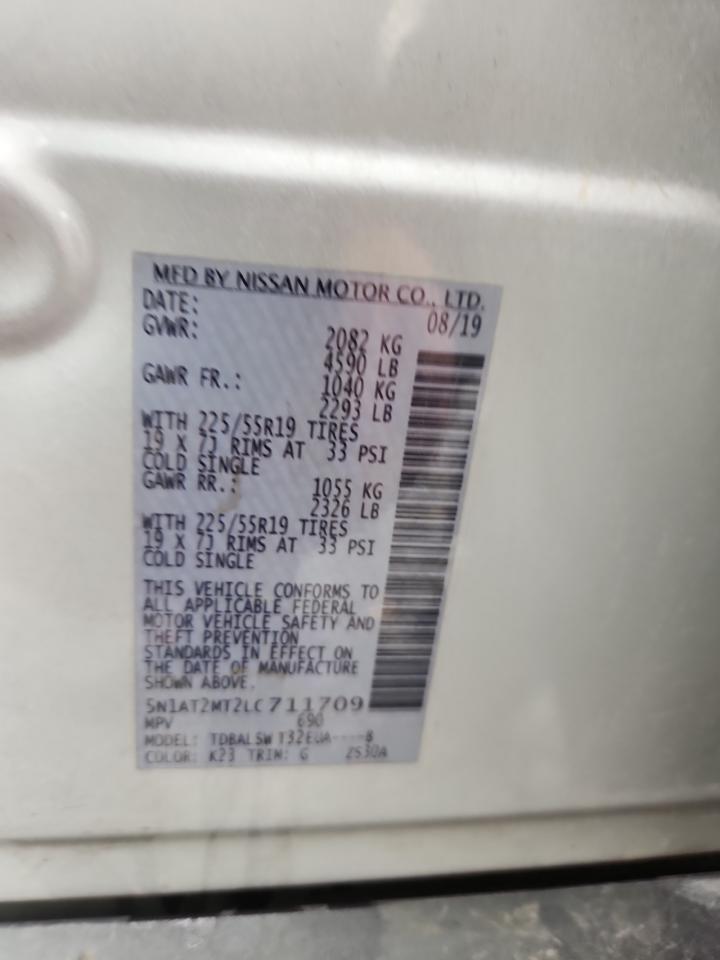 MFD BY NISSAN MOTOR CO., LTD.
DATE: 08/19
GVWR: 2082 KG
4590 LB
GAWR FR.: 1040 KG
2293 LB
WITH 225/55R19 TIRES
19 X 7J RIMS AT 33 PSI
COLD SINGLE
GAWR RR.: 1055 KG
2326 LB
WITH 225/55R19 TIRES
19 X 7J RIMS AT 33 PSI
COLD SINGLE
THIS VEHICLE CONFORMS TO
ALL APPLICABLE FEDERAL
MOTOR VEHICLE SAFETY AND
THEFT PREVENTION
STANDARDS IN EFFECT ON
THE DATE OF MANUFACTURE
SHOWN ABOVE.
5N1AT2MT2LC711709
MPV 690
MODEL:
COLOR: K23 TRIM: G